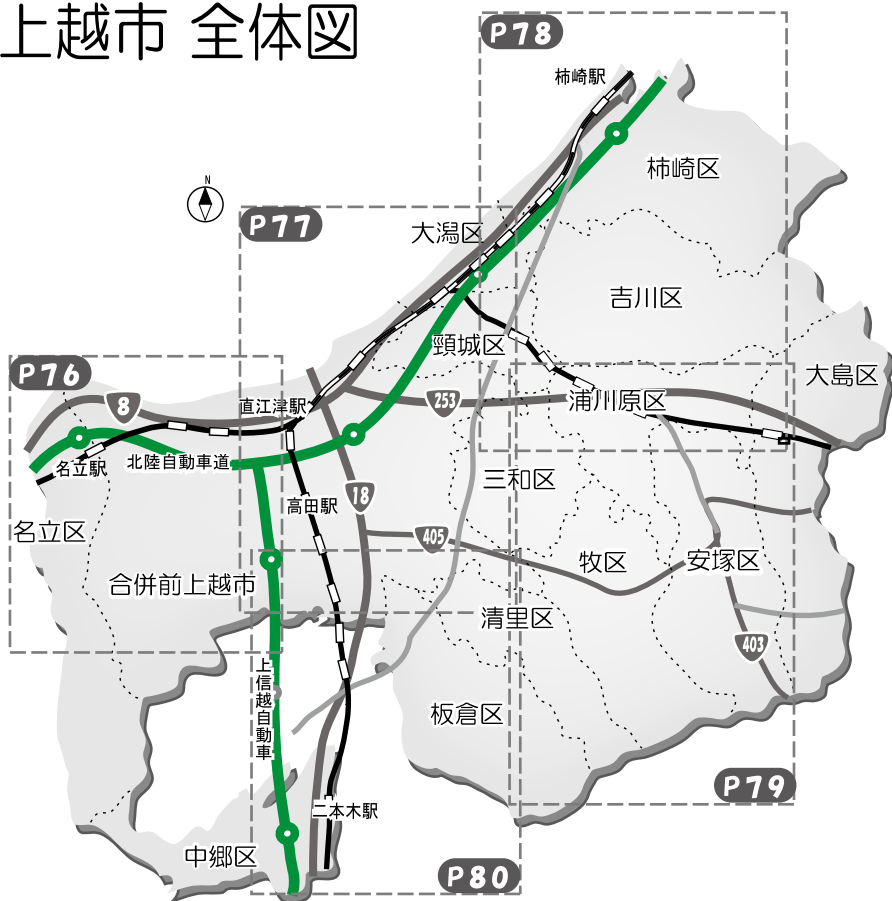 上越市 全体図
P78
柿崎駅
柿崎区
N
P77
大潟区
吉川区
頸城区
大島区
P76
8
直江津駅
253
浦川原区
名立駅
北陸自動車道
三和区
18
高田駅
名立区
405
牧区
安塚区
合併前上越市
清里区
403
上信越自動車
板倉区
P79
二本木駅
中郷区
P80